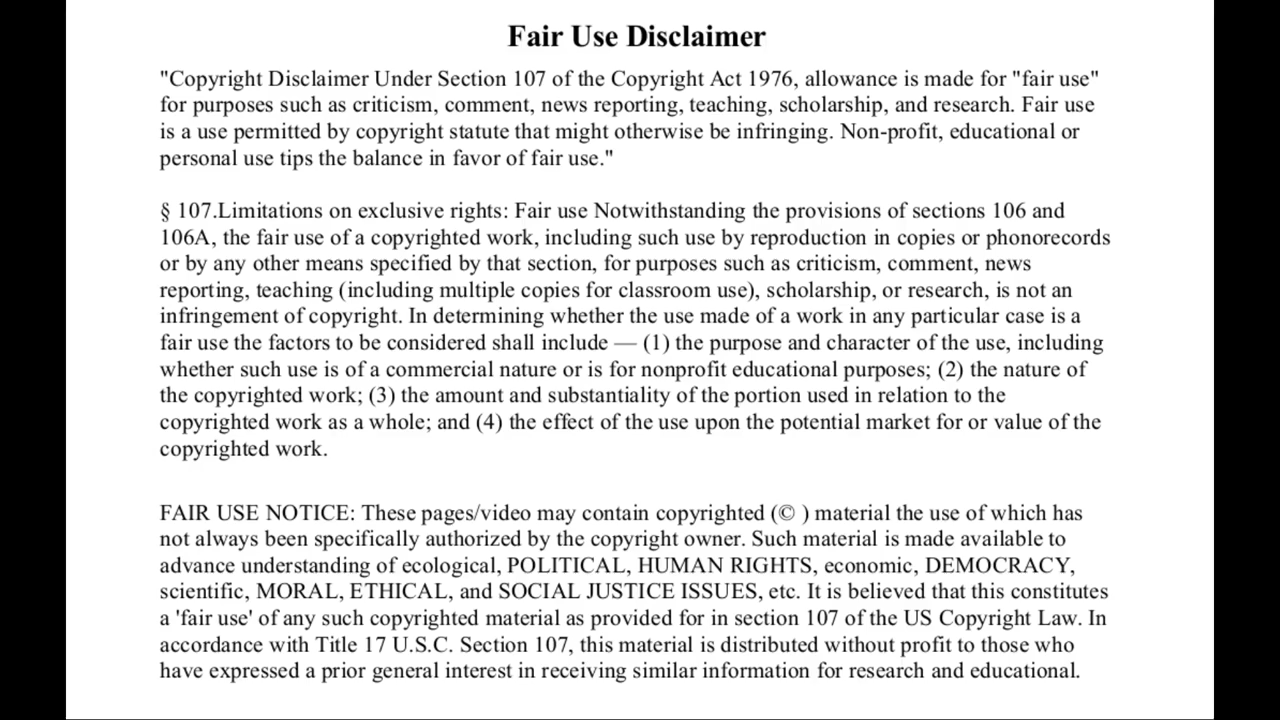 Fair Use Disclaimer
"Copyright Disclaimer Under Section 107 of the Copyright Act 1976, allowance is made for "fair use"
for purposes such as criticism, comment, news reporting, teaching, scholarship, and research. Fair use
is a use permitted by copyright statute that might otherwise be infringing. Non-profit, educational or
personal use tips the balance in favor of fair use."
§ 107.Limitations on exclusive rights: Fair use Notwithstanding the provisions of sections 106 and
106A, the fair use of a copyrighted work, including such use by reproduction in copies or phonorecords
or by any other means specified by that section, for purposes such as criticism, comment, news
reporting, teaching (including multiple copies for classroom use), scholarship, or research, is not an
infringement of copyright. In determining whether the use made of a work in any particular case is a
fair use the factors to be considered shall include — (1) the purpose and character of the use, including
whether such use is of a commercial nature or is for nonprofit educational purposes; (2) the nature of
the copyrighted work; (3) the amount and substantiality of the portion used in relation to the
copyrighted work as a whole; and (4) the effect of the use upon the potential market for or value of the
copyrighted work.
FAIR USE NOTICE: These pages/video may contain copyrighted (© ) material the use of which has
not always been specifically authorized by the copyright owner. Such material is made available to
advance understanding of ecological, POLITICAL, HUMAN RIGHTS, economic, DEMOCRACY,
scientific, MORAL, ETHICAL, and SOCIAL JUSTICE ISSUES, etc. It is believed that this constitutes
a 'fair use' of any such copyrighted material as provided for in section 107 of the US Copyright Law. In
accordance with Title 17 U.S.C. Section 107, this material is distributed without profit to those who
have expressed a prior general interest in receiving similar information for research and educational.